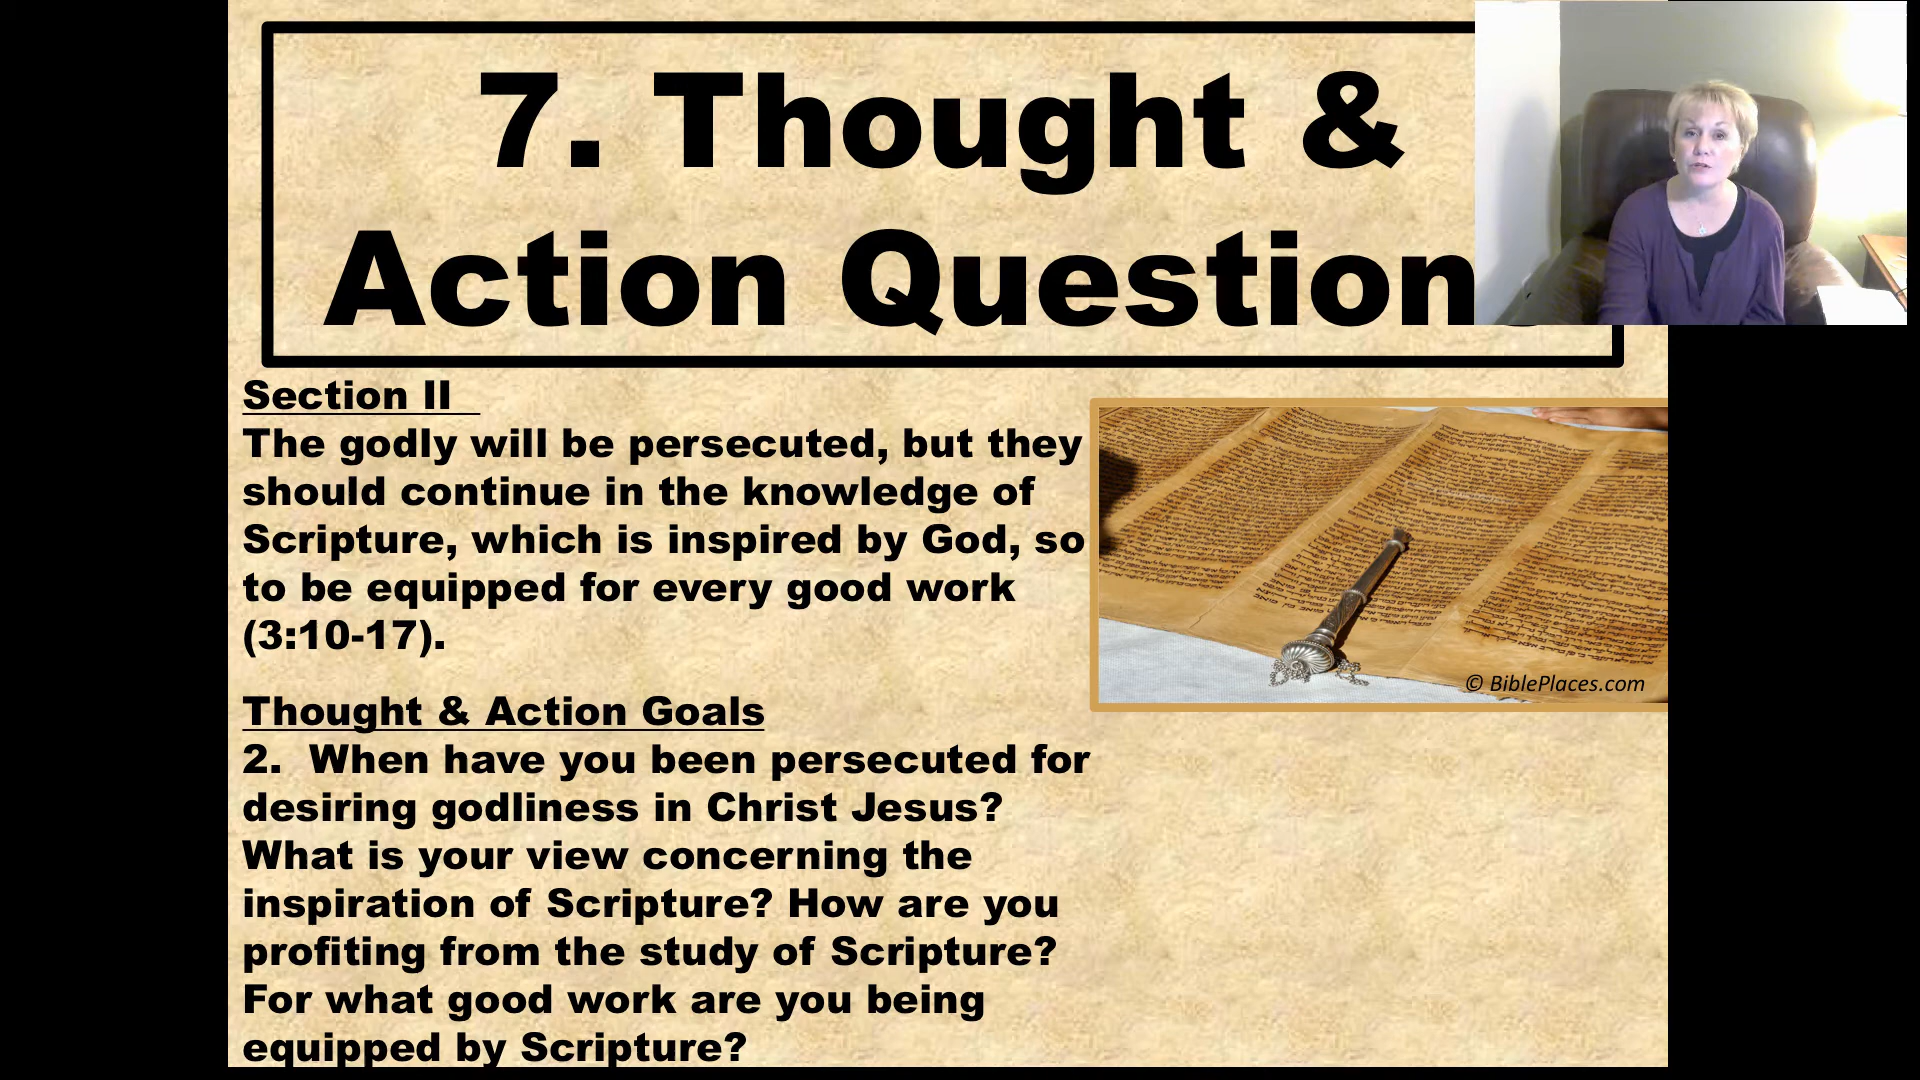 7. Thought &
Action Question
Section II
The godly will be persecuted, but they
should continue in the knowledge of
Scripture, which is inspired by God, so
to be equipped for every good work
(3:10-17).
© BiblePlaces.com
Thought & Action Goals
2. When have you been persecuted for
desiring godliness in Christ Jesus?
What is your view concerning the
inspiration of Scripture? How are you
profiting from the study of Scripture?
For what good work are you being
equipped by Scripture?